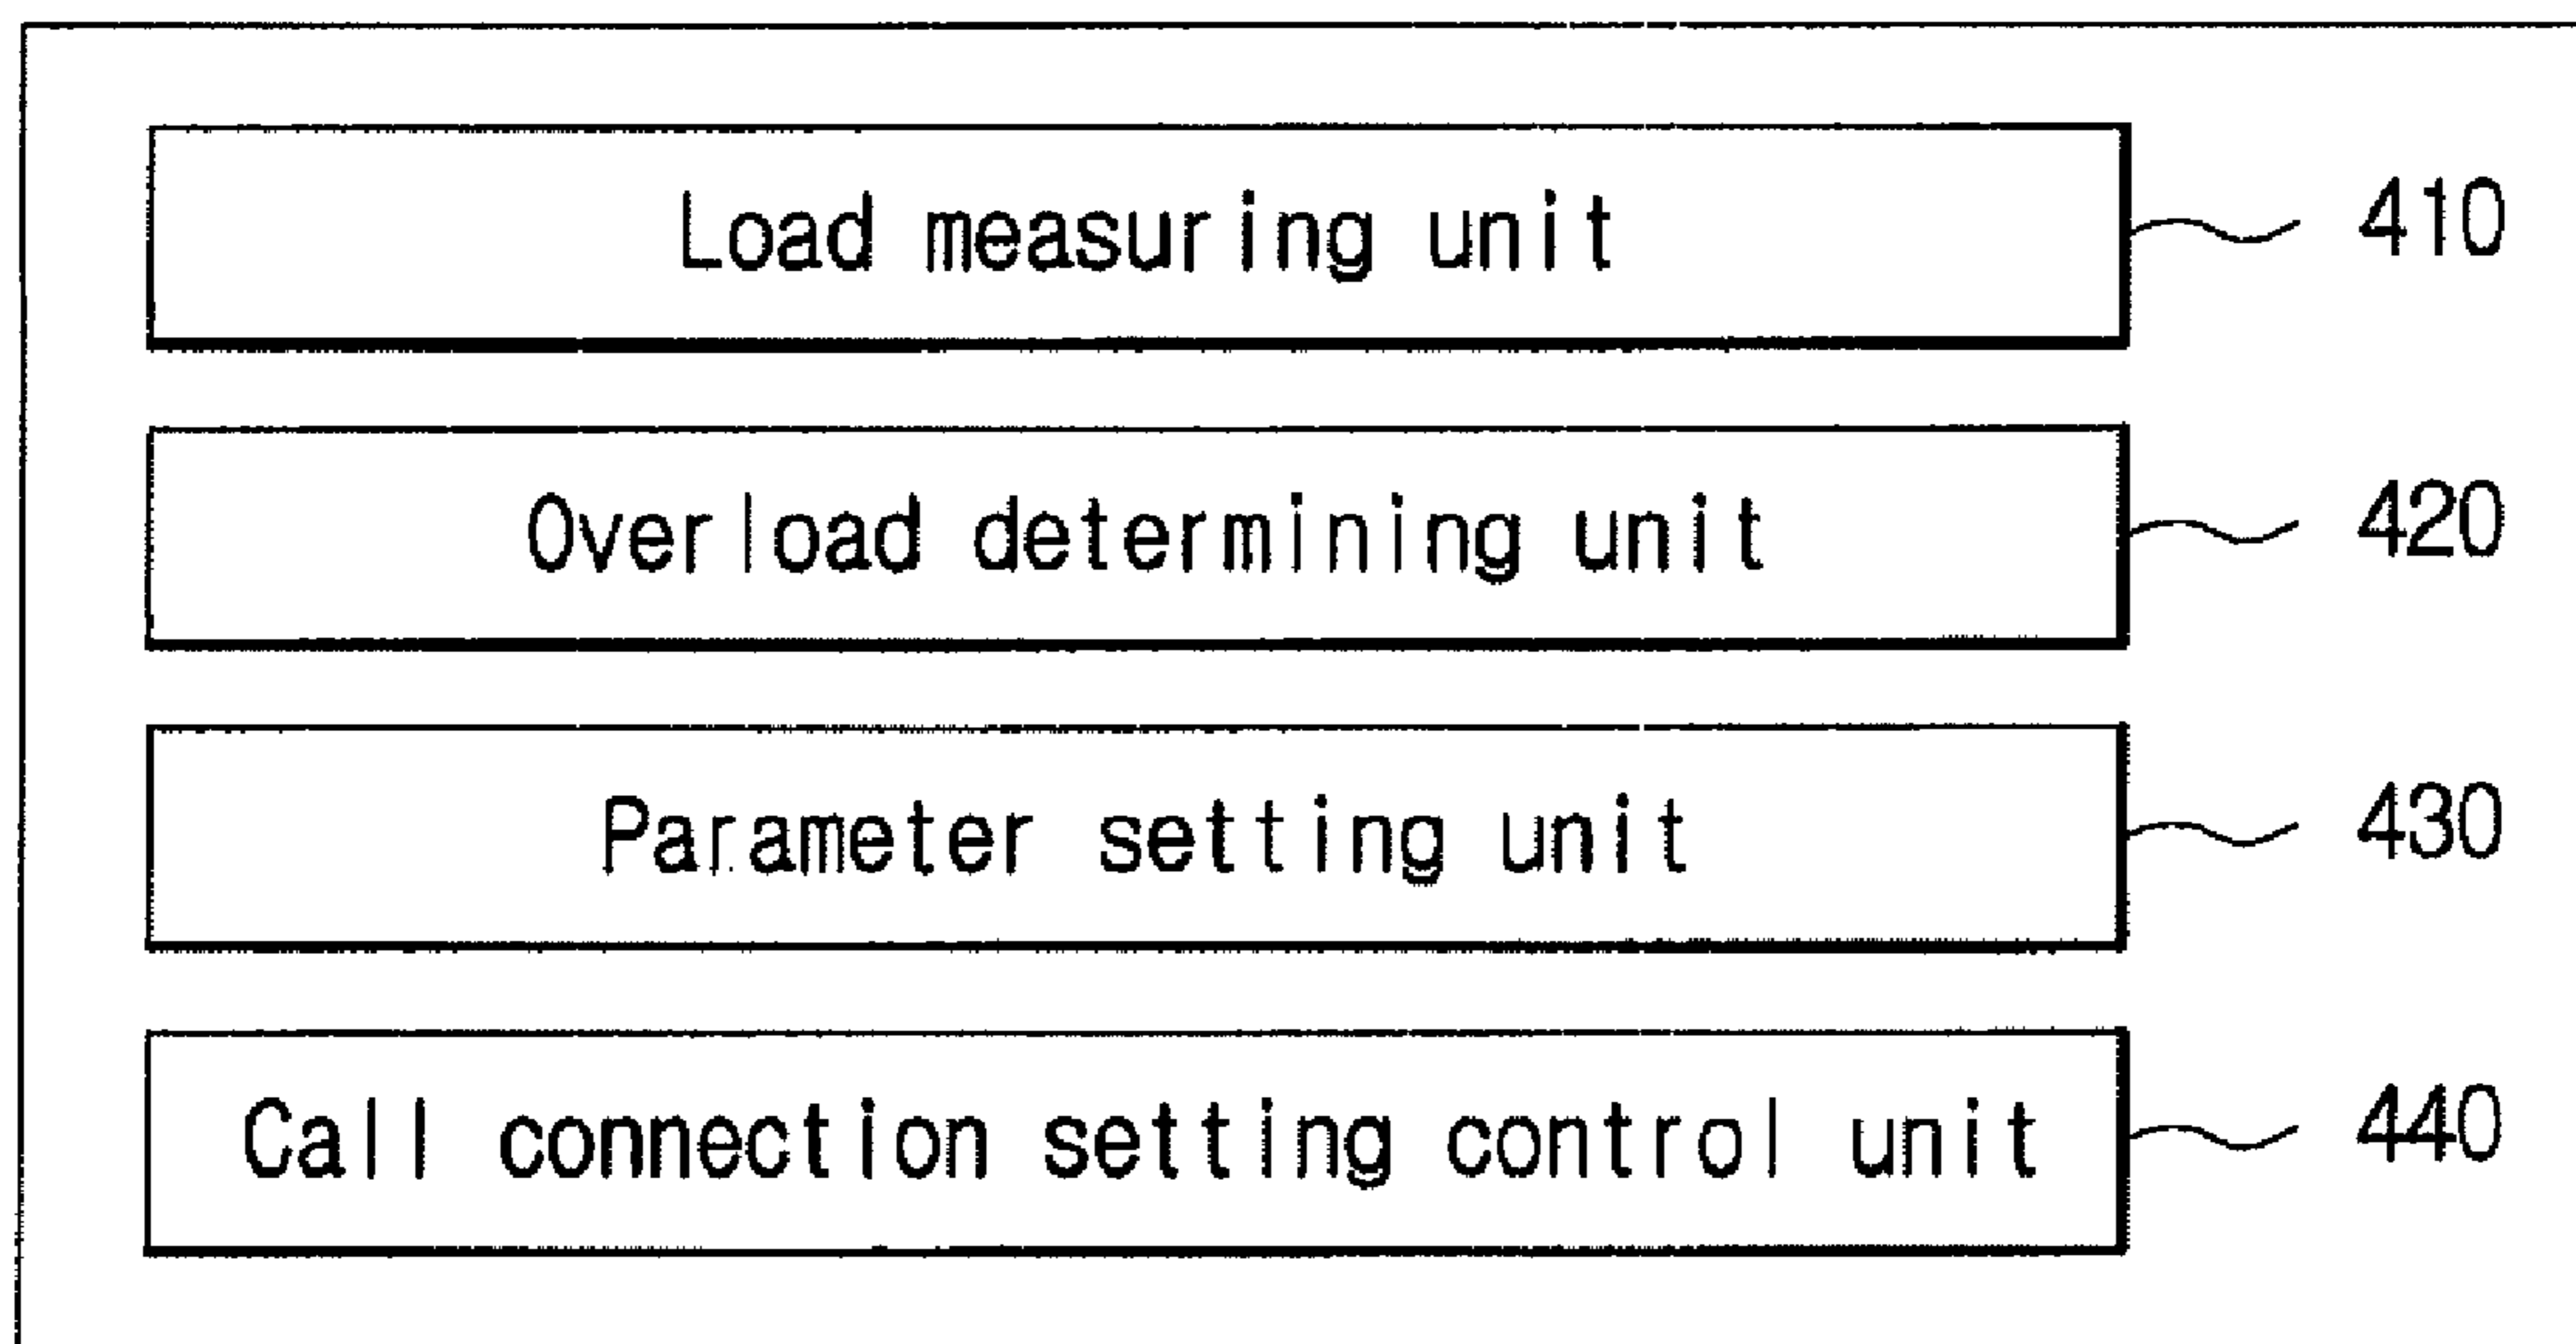 Load measuring unit 410
Overload determining unit 420
Parameter setting unit 430
Call connection setting control unit 440